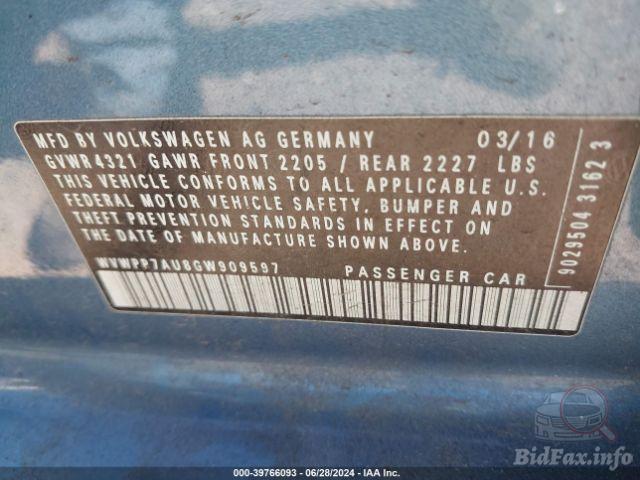 MFD BY VOLKSWAGEN AG GERMANY 03/16
GVWR 4321 GAWR FRONT 2205 / REAR 2227 LBS
THIS VEHICLE CONFORMS TO ALL APPLICABLE U.S.
FEDERAL MOTOR VEHICLE SAFETY, BUMPER AND
THEFT PREVENTION STANDARDS IN EFFECT ON
THE DATE OF MANUFACTURE SHOWN ABOVE.
WVWPP7AU8GW909597 PASSENGER CAR
9029504 3162 3
BidFax.info
000-39766093 - 06/28/2024 - IAA Inc.